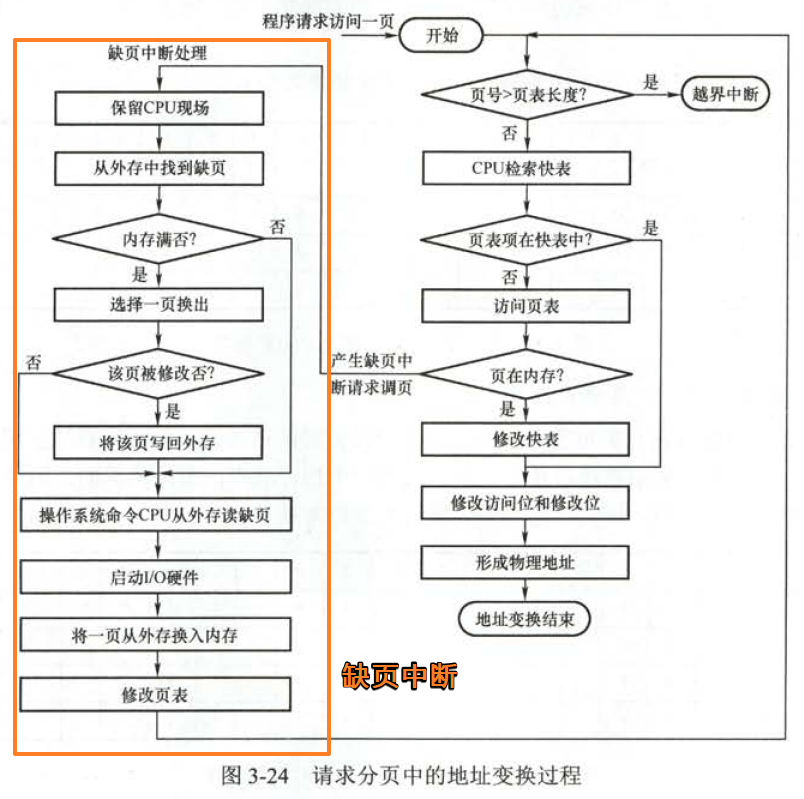 程序请求访问一页
开始
缺页中断处理
保留CPU现场
从外存中找到缺页
内存满否?
否
是
选择一页换出
该页被修改否?
否
是
将该页写回外存
操作系统命令CPU从外存读缺页
启动I/O硬件
将一页从外存换入内存
修改页表
页号>页表长度?
是
越界中断
否
CPU检索快表
页表项在快表中?
是
否
访问页表
产生缺页中
断请求调页
页在内存?
是
修改快表
修改访问位和修改位
形成物理地址
地址变换结束
缺页中断
图 3-24 请求分页中的地址变换过程